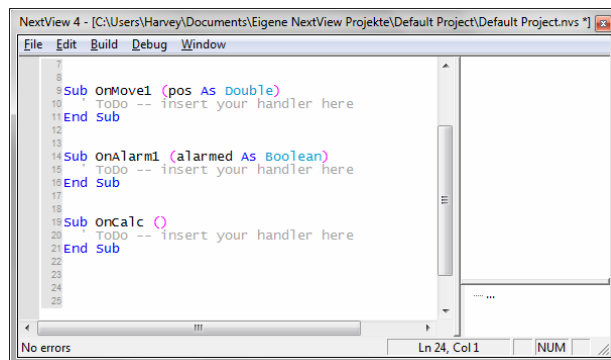 NextView 4 - [C:\Users\Harvey\Documents\Eigene NextView Projekte\Default Project\Default Project.nvs *]
File Edit Build Debug Window
7
8
9 Sub OnMove1 (pos As Double)
10 ' ToDo -- insert your handler here
11 End Sub
12
13
14 Sub OnAlarm1 (alarmed As Boolean)
15 ' ToDo -- insert your handler here
16 End Sub
17
18
19 Sub OnCalc ()
20 ' ToDo -- insert your handler here
21 End Sub
22
23
24
25
...
No errors Ln 24, Col 1 NUM